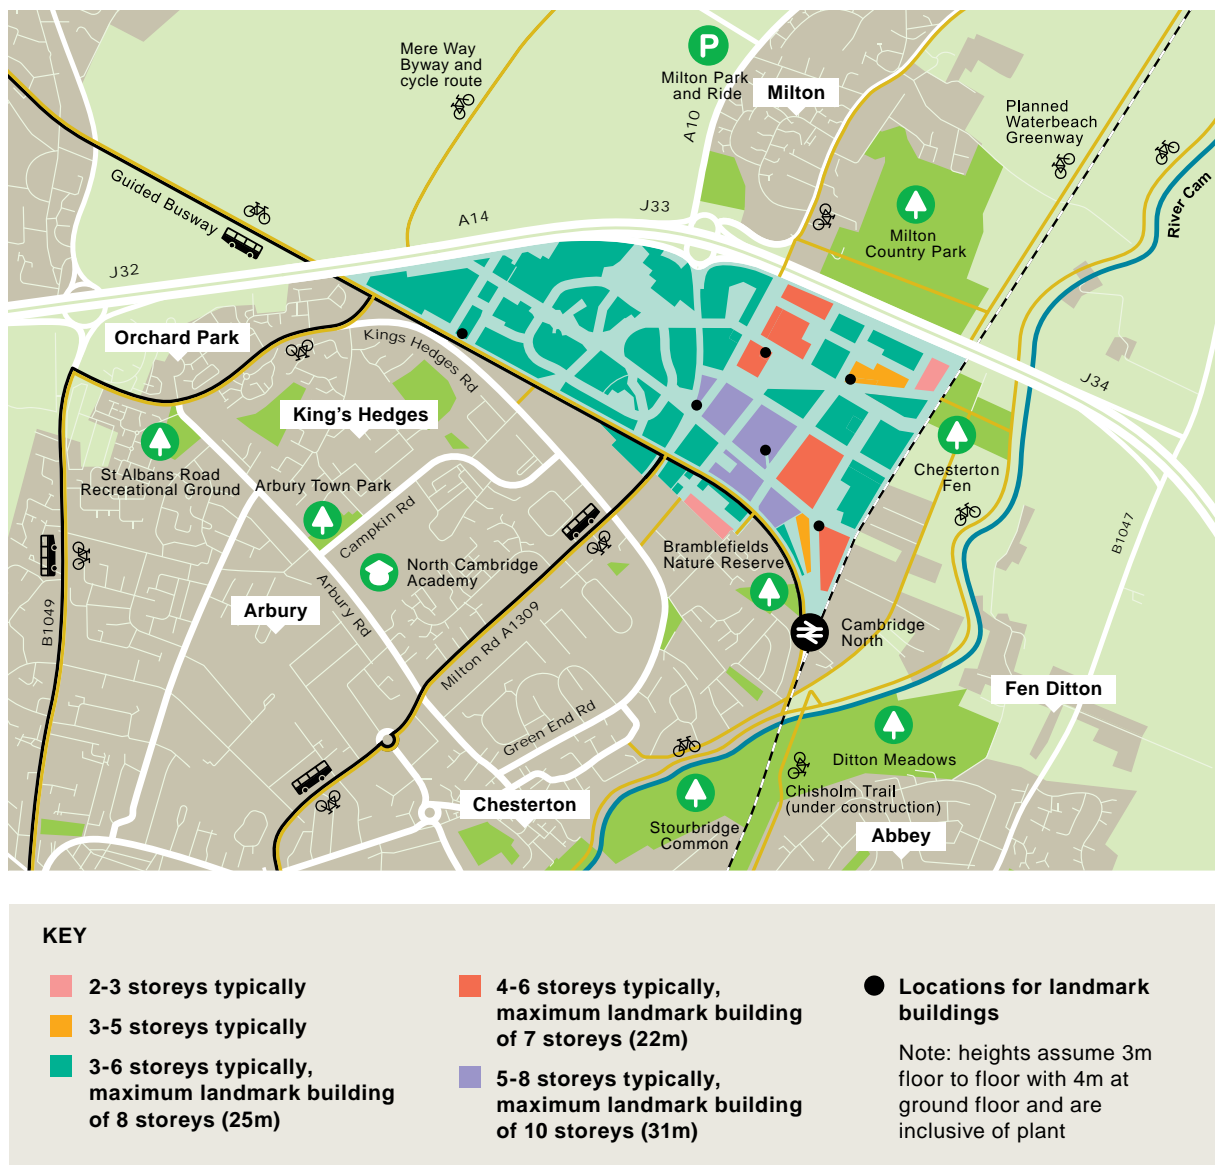 Mere Way
Byway and
cycle route
P
Milton Park
and Ride
Milton
A10
Planned
Waterbeach
Greenway
River Cam
Guided Busway
A14
J33
Milton
Country Park
J32
Orchard Park
Kings Hedges Rd
J34
King's Hedges
St Albans Road
Recreational Ground
Arbury Town Park
Campkin Rd
Chesterton
Fen
B1047
Bramblefields
Nature Reserve
North Cambridge
Academy
Arbury
Arbury Rd
B1049
Milton Rd A1309
Cambridge
North
Fen Ditton
Green End Rd
Ditton Meadows
Chisholm Trail
(under construction)
Chesterton
Stourbridge
Common
Abbey
KEY
2-3 storeys typically
3-5 storeys typically
3-6 storeys typically,
maximum landmark building
of 8 storeys (25m)
4-6 storeys typically,
maximum landmark building
of 7 storeys (22m)
5-8 storeys typically,
maximum landmark building
of 10 storeys (31m)
Locations for landmark
buildings
Note: heights assume 3m
floor to floor with 4m at
ground floor and are
inclusive of plant